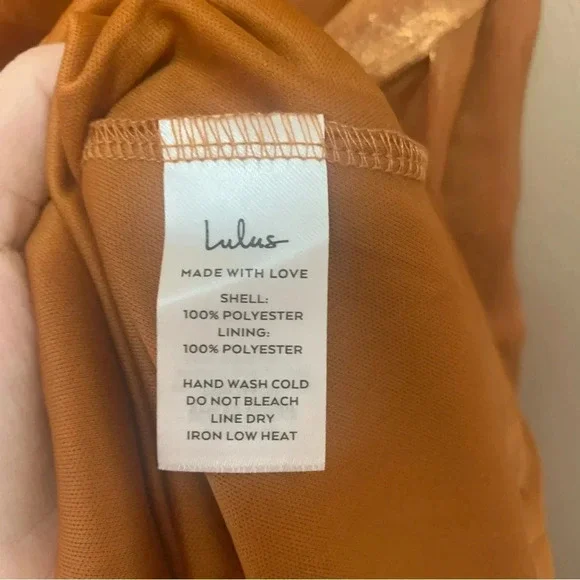 Lulus
MADE WITH LOVE
SHELL:
100% POLYESTER
LINING:
100% POLYESTER
HAND WASH COLD
DO NOT BLEACH
LINE DRY
IRON LOW HEAT